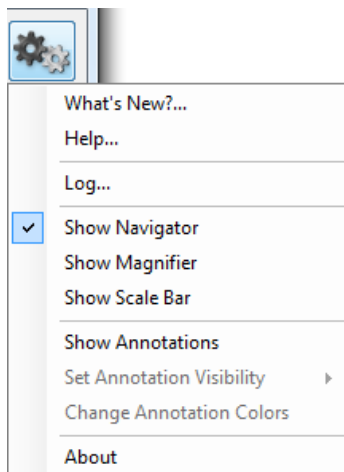 What's New?...
Help...
Log...
Show Navigator
Show Magnifier
Show Scale Bar
Show Annotations
Set Annotation Visibility
Change Annotation Colors
About